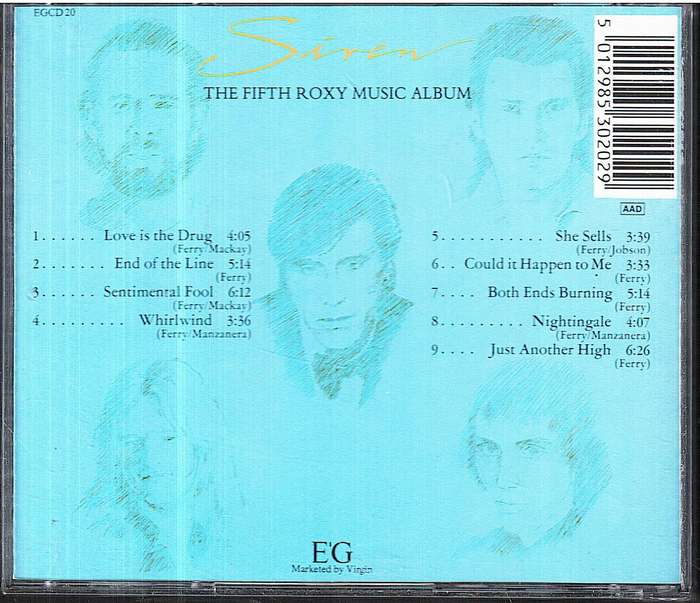 EGCD 20
Siren
THE FIFTH ROXY MUSIC ALBUM
5 012985 302029
AAD
1 . . . . . . Love is the Drug 4:05
(Ferry/Mackay)
2 . . . . . . . End of the Line 5:14
(Ferry)
3 . . . . . . Sentimental Fool 6:12
(Ferry/Mackay)
4 . . . . . . . . . Whirlwind 3:36
(Ferry/Manzanera)
5 . . . . . . . . . . . She Sells 3:39
(Ferry/Jobson)
6 . . Could it Happen to Me 3:33
(Ferry)
7 . . . . Both Ends Burning 5:14
(Ferry)
8 . . . . . . . . . . Nightingale 4:07
(Ferry/Manzanera)
9 . . . . Just Another High 6:26
(Ferry)
E'G
Marketed by Virgin